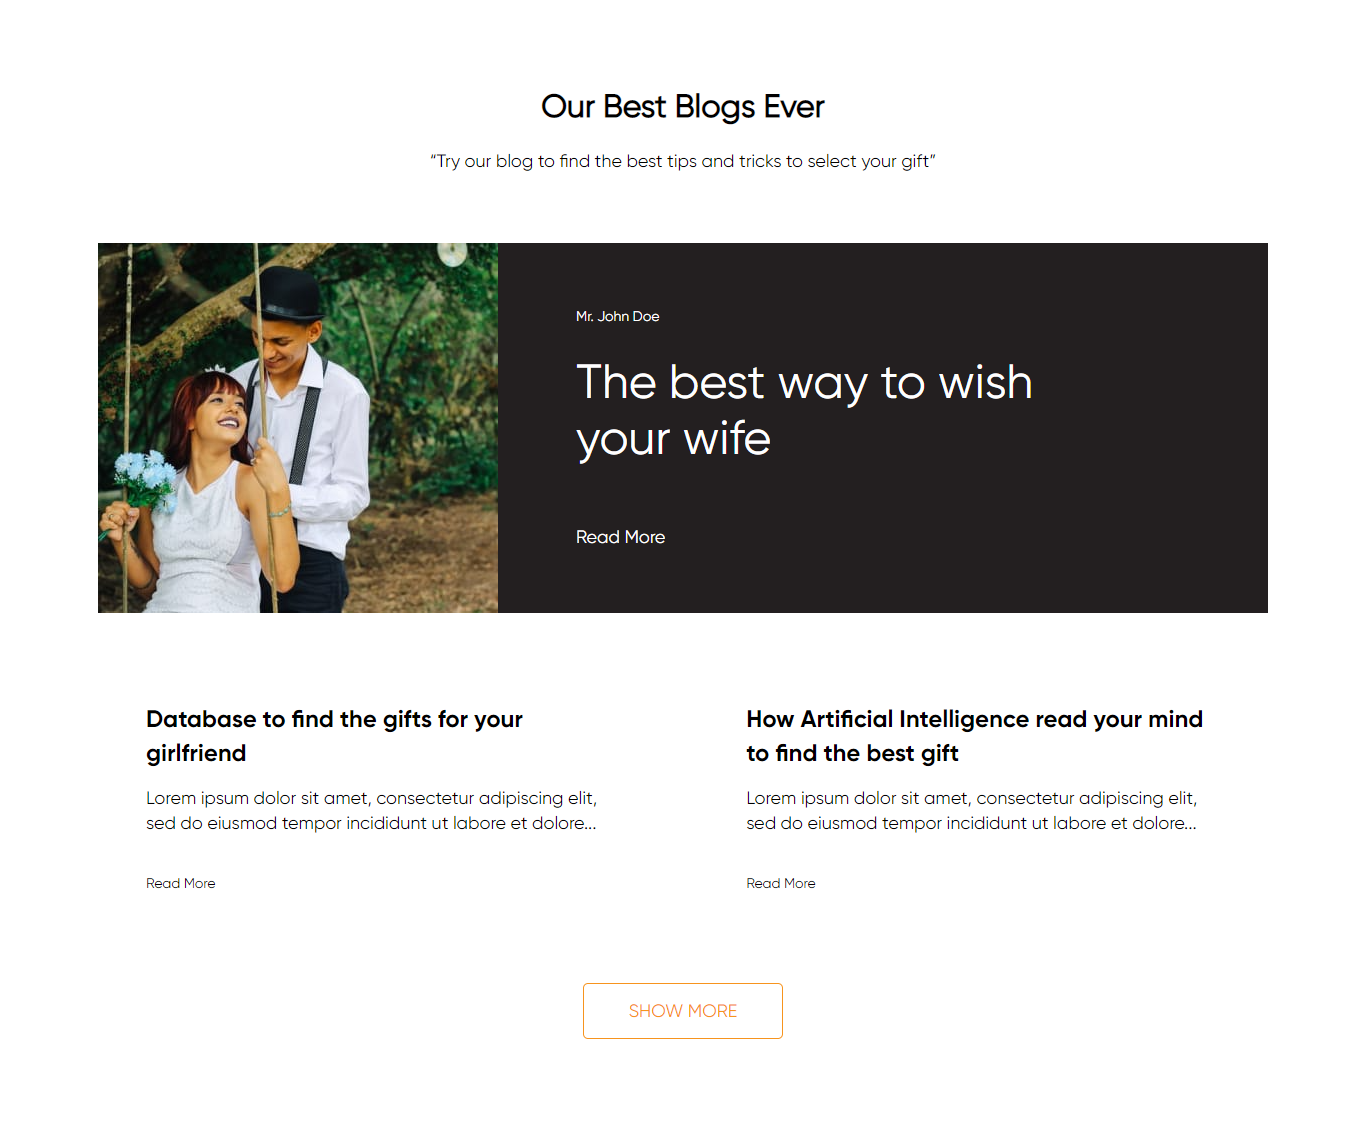 Our Best Blogs Ever
“Try our blog to find the best tips and tricks to select your gift”
Mr. John Doe
The best way to wish
your wife
Read More
Database to find the gifts for your
girlfriend
Lorem ipsum dolor sit amet, consectetur adipiscing elit,
sed do eiusmod tempor incididunt ut labore et dolore...
Read More
How Artificial Intelligence read your mind
to find the best gift
Lorem ipsum dolor sit amet, consectetur adipiscing elit,
sed do eiusmod tempor incididunt ut labore et dolore...
Read More
SHOW MORE